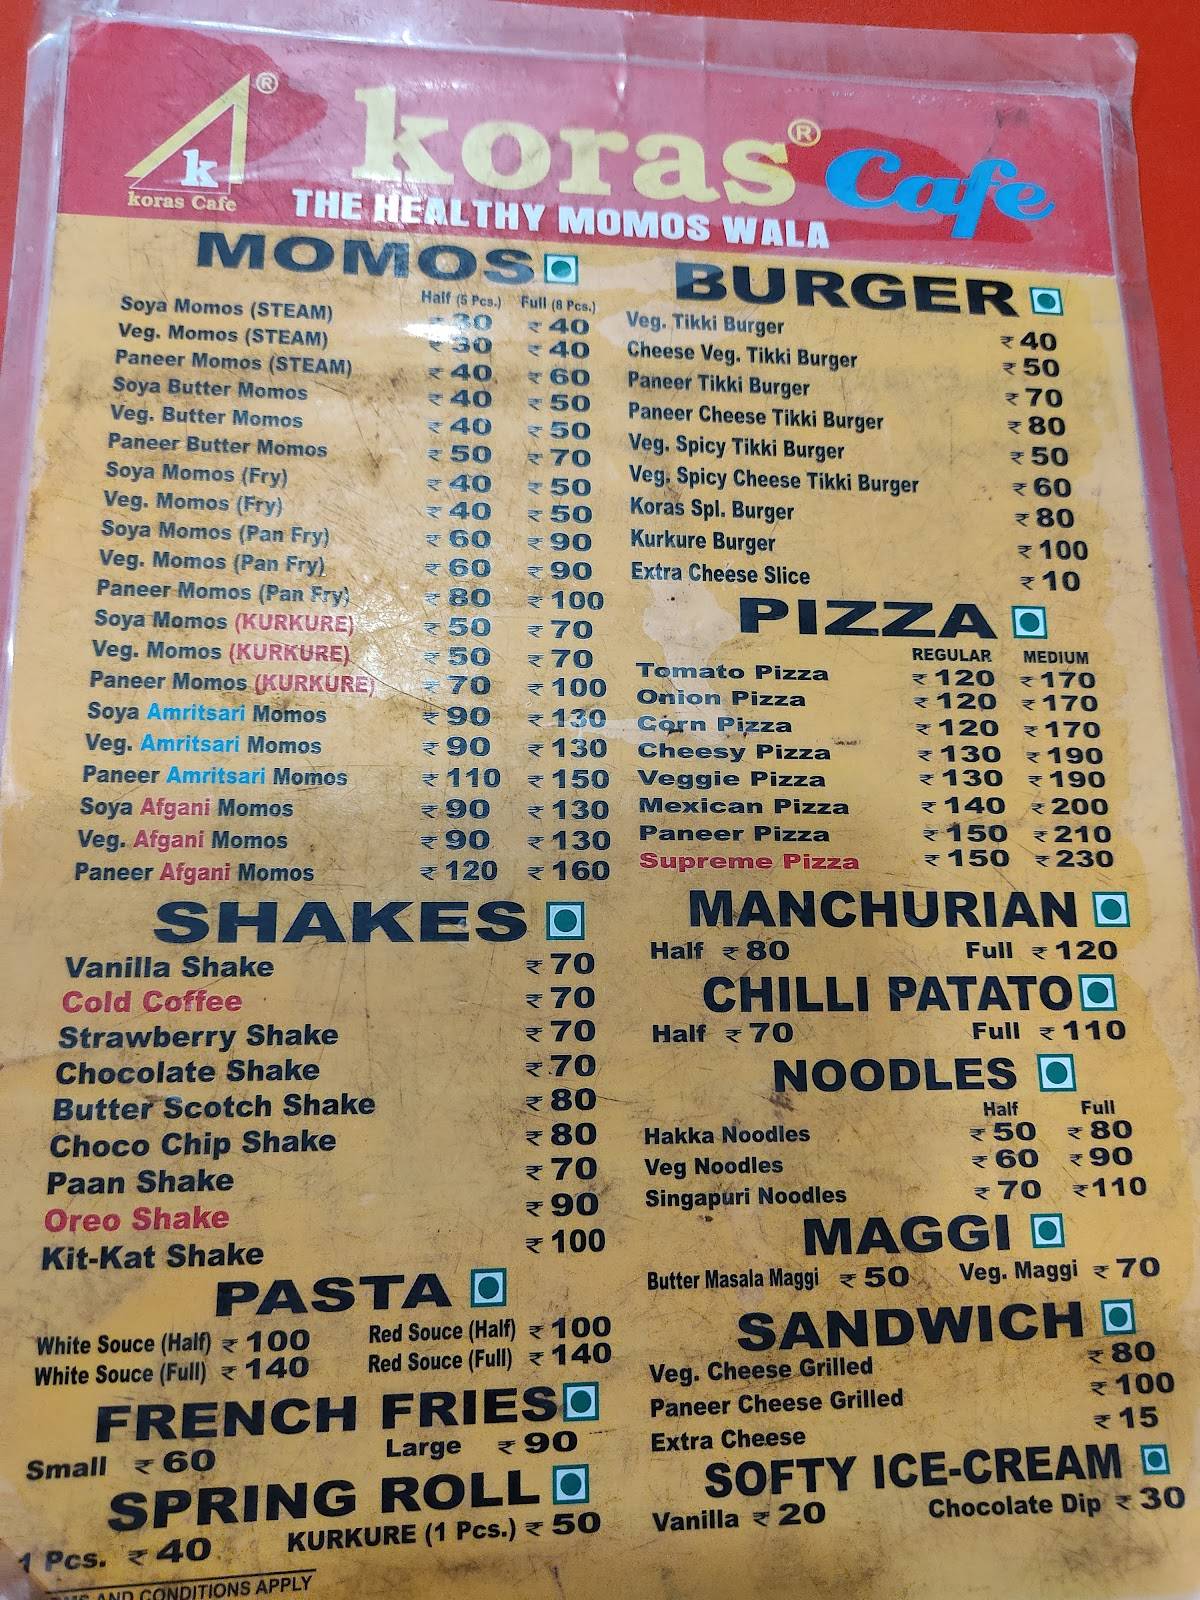 k
koras Cafe
®
koras® Cafe
THE HEALTHY MOMOS WALA
MOMOS
Half (5 Pcs.) Full (8 Pcs.)
Soya Momos (STEAM) ₹ 30 ₹ 40
Veg. Momos (STEAM) ₹ 30 ₹ 40
Paneer Momos (STEAM) ₹ 40 ₹ 60
Soya Butter Momos ₹ 40 ₹ 50
Veg. Butter Momos ₹ 40 ₹ 50
Paneer Butter Momos ₹ 50 ₹ 70
Soya Momos (Fry) ₹ 40 ₹ 50
Veg. Momos (Fry) ₹ 40 ₹ 50
Soya Momos (Pan Fry) ₹ 60 ₹ 90
Veg. Momos (Pan Fry) ₹ 60 ₹ 90
Paneer Momos (Pan Fry) ₹ 80 ₹ 100
Soya Momos (KURKURE) ₹ 50 ₹ 70
Veg. Momos (KURKURE) ₹ 50 ₹ 70
Paneer Momos (KURKURE) ₹ 70 ₹ 100
Soya Amritsari Momos ₹ 90 ₹ 130
Veg. Amritsari Momos ₹ 90 ₹ 130
Paneer Amritsari Momos ₹ 110 ₹ 150
Soya Afgani Momos ₹ 90 ₹ 130
Veg. Afgani Momos ₹ 90 ₹ 130
Paneer Afgani Momos ₹ 120 ₹ 160
SHAKES
Vanilla Shake ₹ 70
Cold Coffee ₹ 70
Strawberry Shake ₹ 70
Chocolate Shake ₹ 70
Butter Scotch Shake ₹ 80
Choco Chip Shake ₹ 80
Paan Shake ₹ 70
Oreo Shake ₹ 90
Kit-Kat Shake ₹ 100
PASTA
White Souce (Half) ₹ 100 Red Souce (Half) ₹ 100
White Souce (Full) ₹ 140 Red Souce (Full) ₹ 140
FRENCH FRIES
Small ₹ 60 Large ₹ 90
SPRING ROLL
1 Pcs. ₹ 40 KURKURE (1 Pcs.) ₹ 50
AND CONDITIONS APPLY
BURGER
Veg. Tikki Burger ₹ 40
Cheese Veg. Tikki Burger ₹ 50
Paneer Tikki Burger ₹ 70
Paneer Cheese Tikki Burger ₹ 80
Veg. Spicy Tikki Burger ₹ 50
Veg. Spicy Cheese Tikki Burger ₹ 60
Koras Spl. Burger ₹ 80
Kurkure Burger ₹ 100
Extra Cheese Slice ₹ 10
PIZZA
REGULAR MEDIUM
Tomato Pizza ₹ 120 ₹ 170
Onion Pizza ₹ 120 ₹ 170
Corn Pizza ₹ 120 ₹ 170
Cheesy Pizza ₹ 130 ₹ 190
Veggie Pizza ₹ 130 ₹ 190
Mexican Pizza ₹ 140 ₹ 200
Paneer Pizza ₹ 150 ₹ 210
Supreme Pizza ₹ 150 ₹ 230
MANCHURIAN
Half ₹ 80 Full ₹ 120
CHILLI PATATO
Half ₹ 70 Full ₹ 110
NOODLES
Half Full
Hakka Noodles ₹ 50 ₹ 80
Veg Noodles ₹ 60 ₹ 90
Singapuri Noodles ₹ 70 ₹ 110
MAGGI
Butter Masala Maggi ₹ 50 Veg. Maggi ₹ 70
SANDWICH
Veg. Cheese Grilled ₹ 80
Paneer Cheese Grilled ₹ 100
Extra Cheese ₹ 15
SOFTY ICE-CREAM
Vanilla ₹ 20 Chocolate Dip ₹ 30